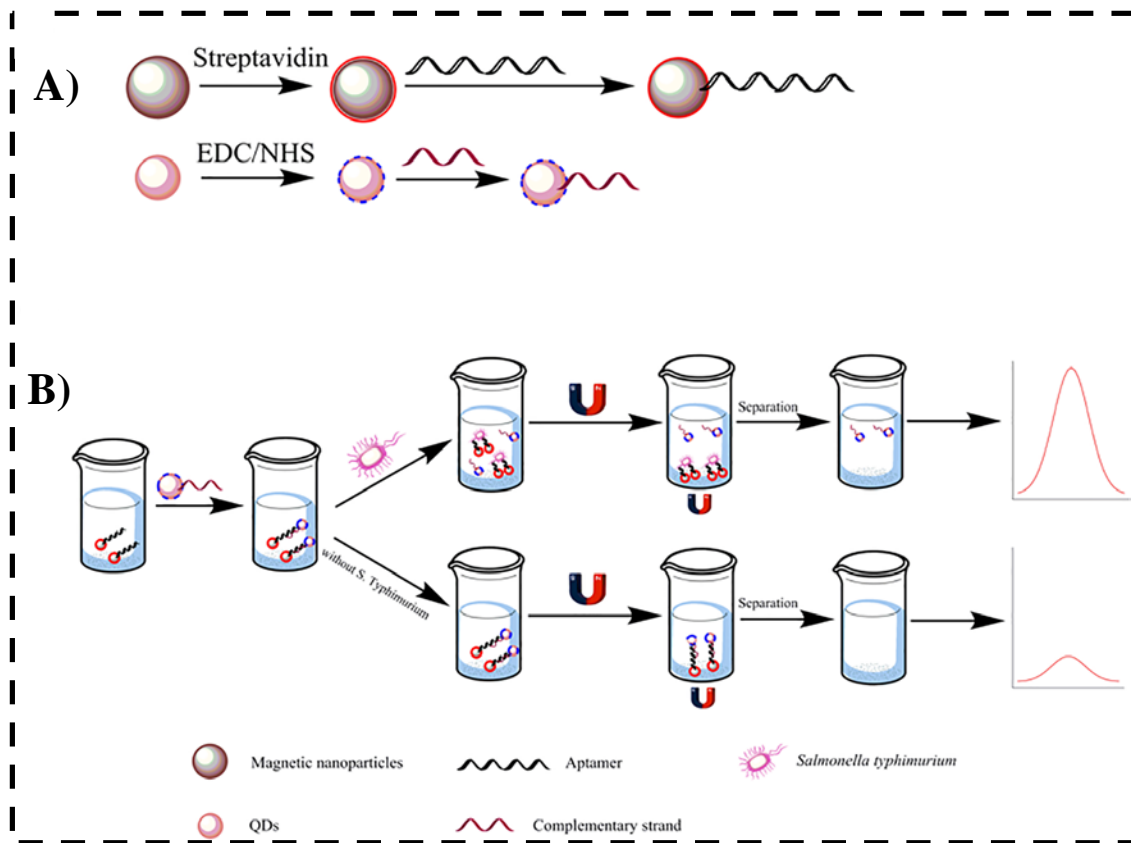 A)
Streptavidin
EDC/NHS
B)
Separation
without S. Typhimurium
Separation
Magnetic nanoparticles
Aptamer
Salmonella typhimurium
QDs
Complementary strand